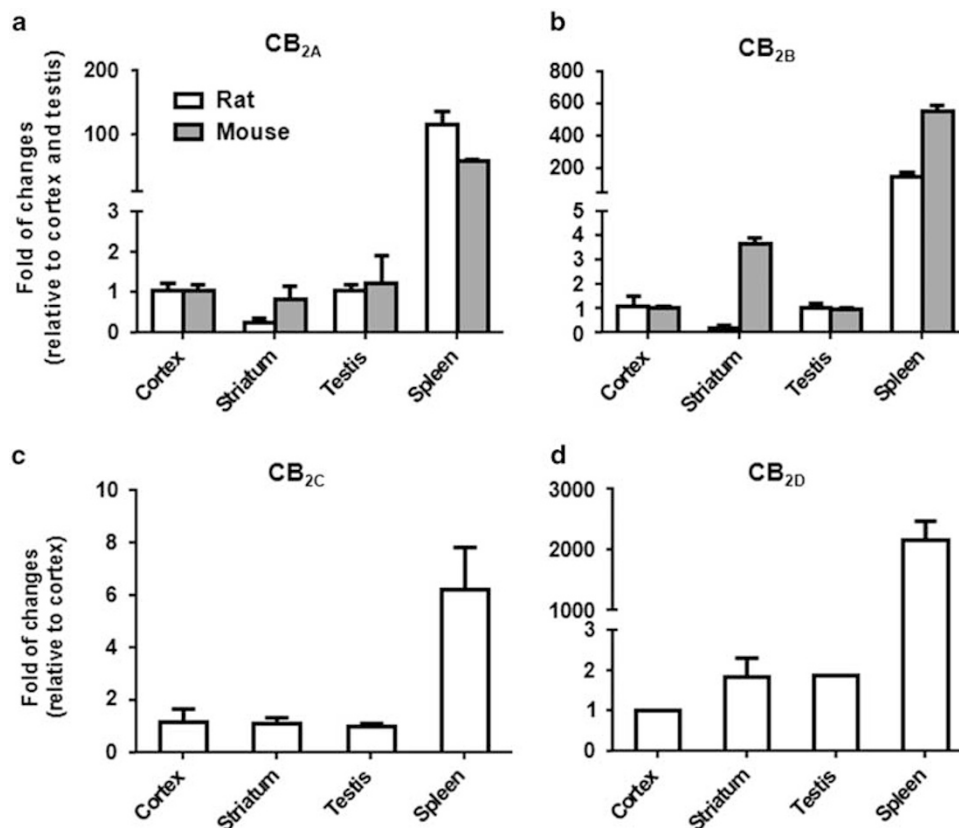 a
CB2A
Fold of changes
(relative to cortex and testis)
200
100
3
2
1
0
Rat
Mouse
Cortex
Striatum
Testis
Spleen
b
CB2B
800
600
400
200
5
4
3
2
1
0
Cortex
Striatum
Testis
Spleen
c
CB2C
Fold of changes
(relative to cortex)
10
8
6
4
2
0
Cortex
Striatum
Testis
Spleen
d
CB2D
3000
2000
1000
3
2
1
0
Cortex
Striatum
Testis
Spleen